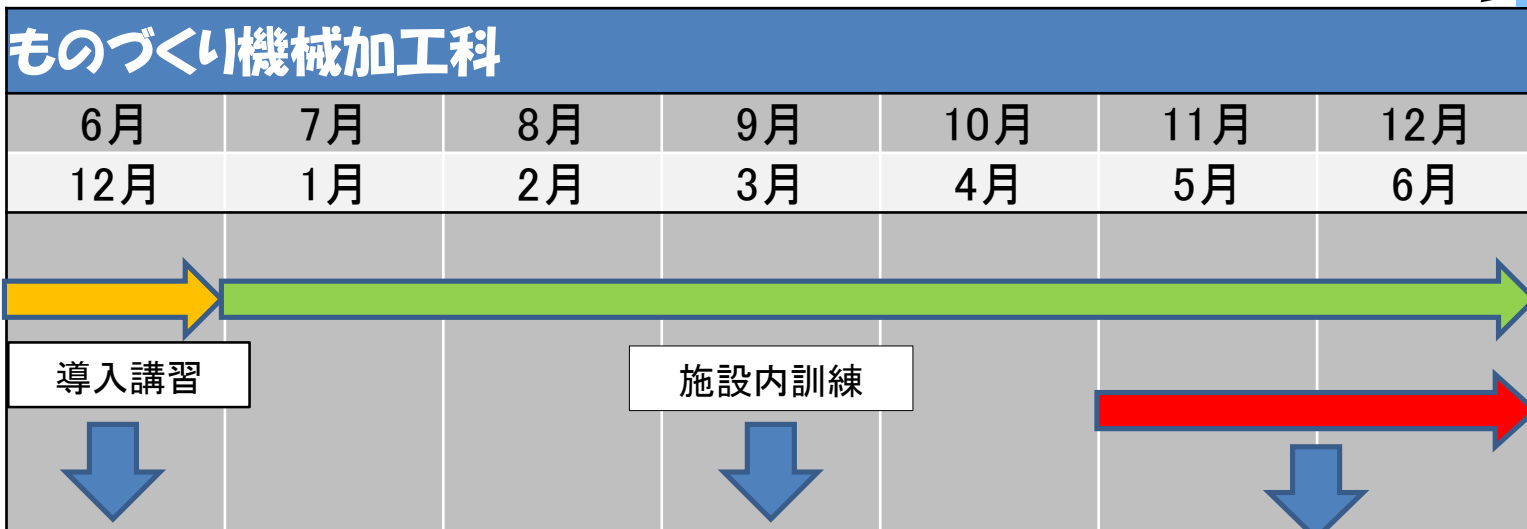 ものづくり機械加工科
6月 7月 8月 9月 10月 11月 12月
12月 1月 2月 3月 4月 5月 6月
導入講習 施設内訓練